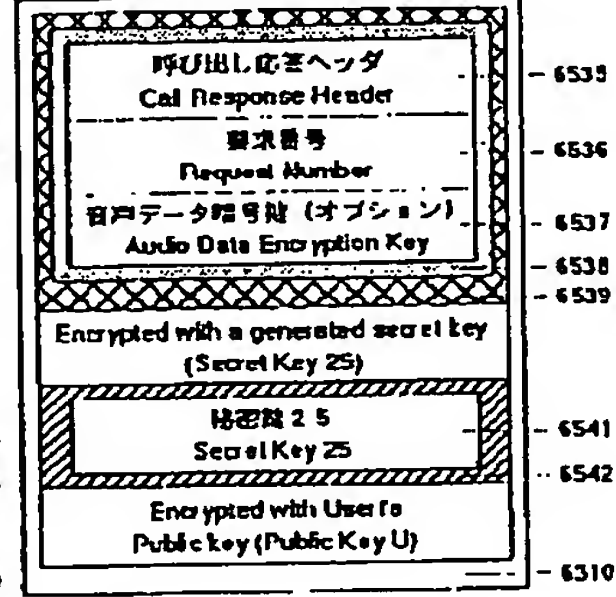 呼び出し応答ヘッダ
Call Response Header
6535
要求番号
6536
Request Number
音声データ暗号鍵 (オプション)
6537
Audio Data Encryption Key
6538
6539
Encrypted with a generated secret key
(Secret Key 25)
秘密鍵 2 5
6541
Secret Key 25
6542
Encrypted with User's
Public key (Public Key U)
6310